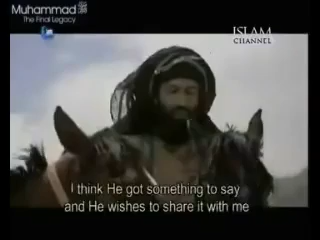 Muhammad
The Final Legacy
ISLAM
CHANNEL
I think He got something to say
and He wishes to share it with me